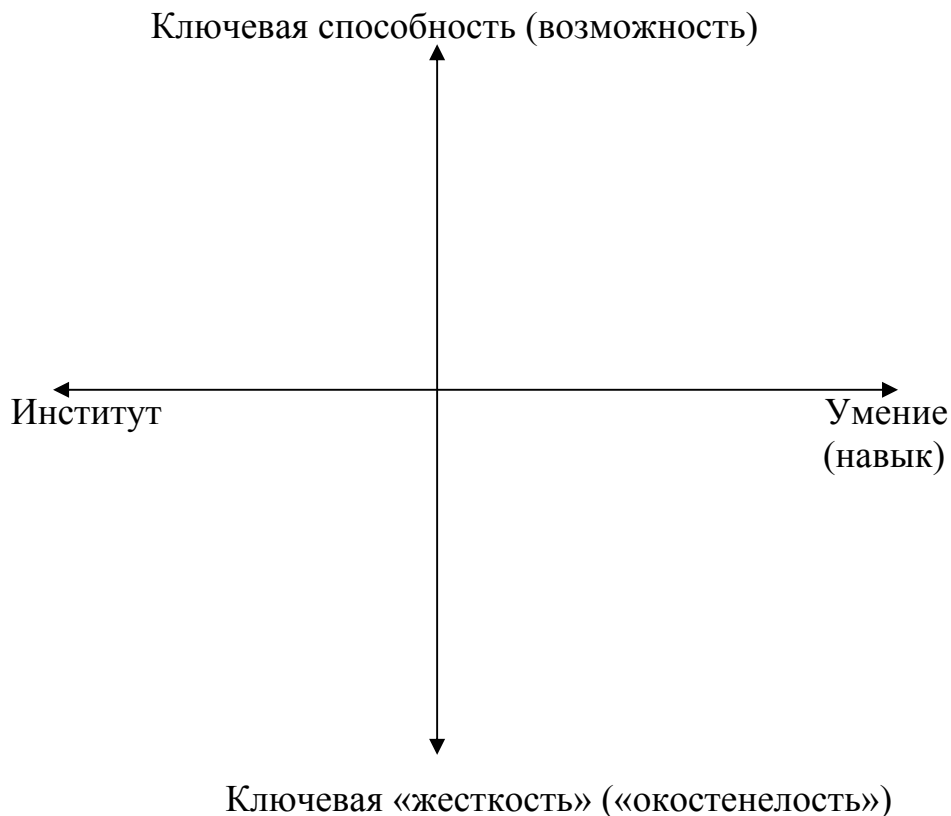 Ключевая способность (возможность)
Институт
Умение
(навык)
Ключевая «жесткость» («окостенелость»)